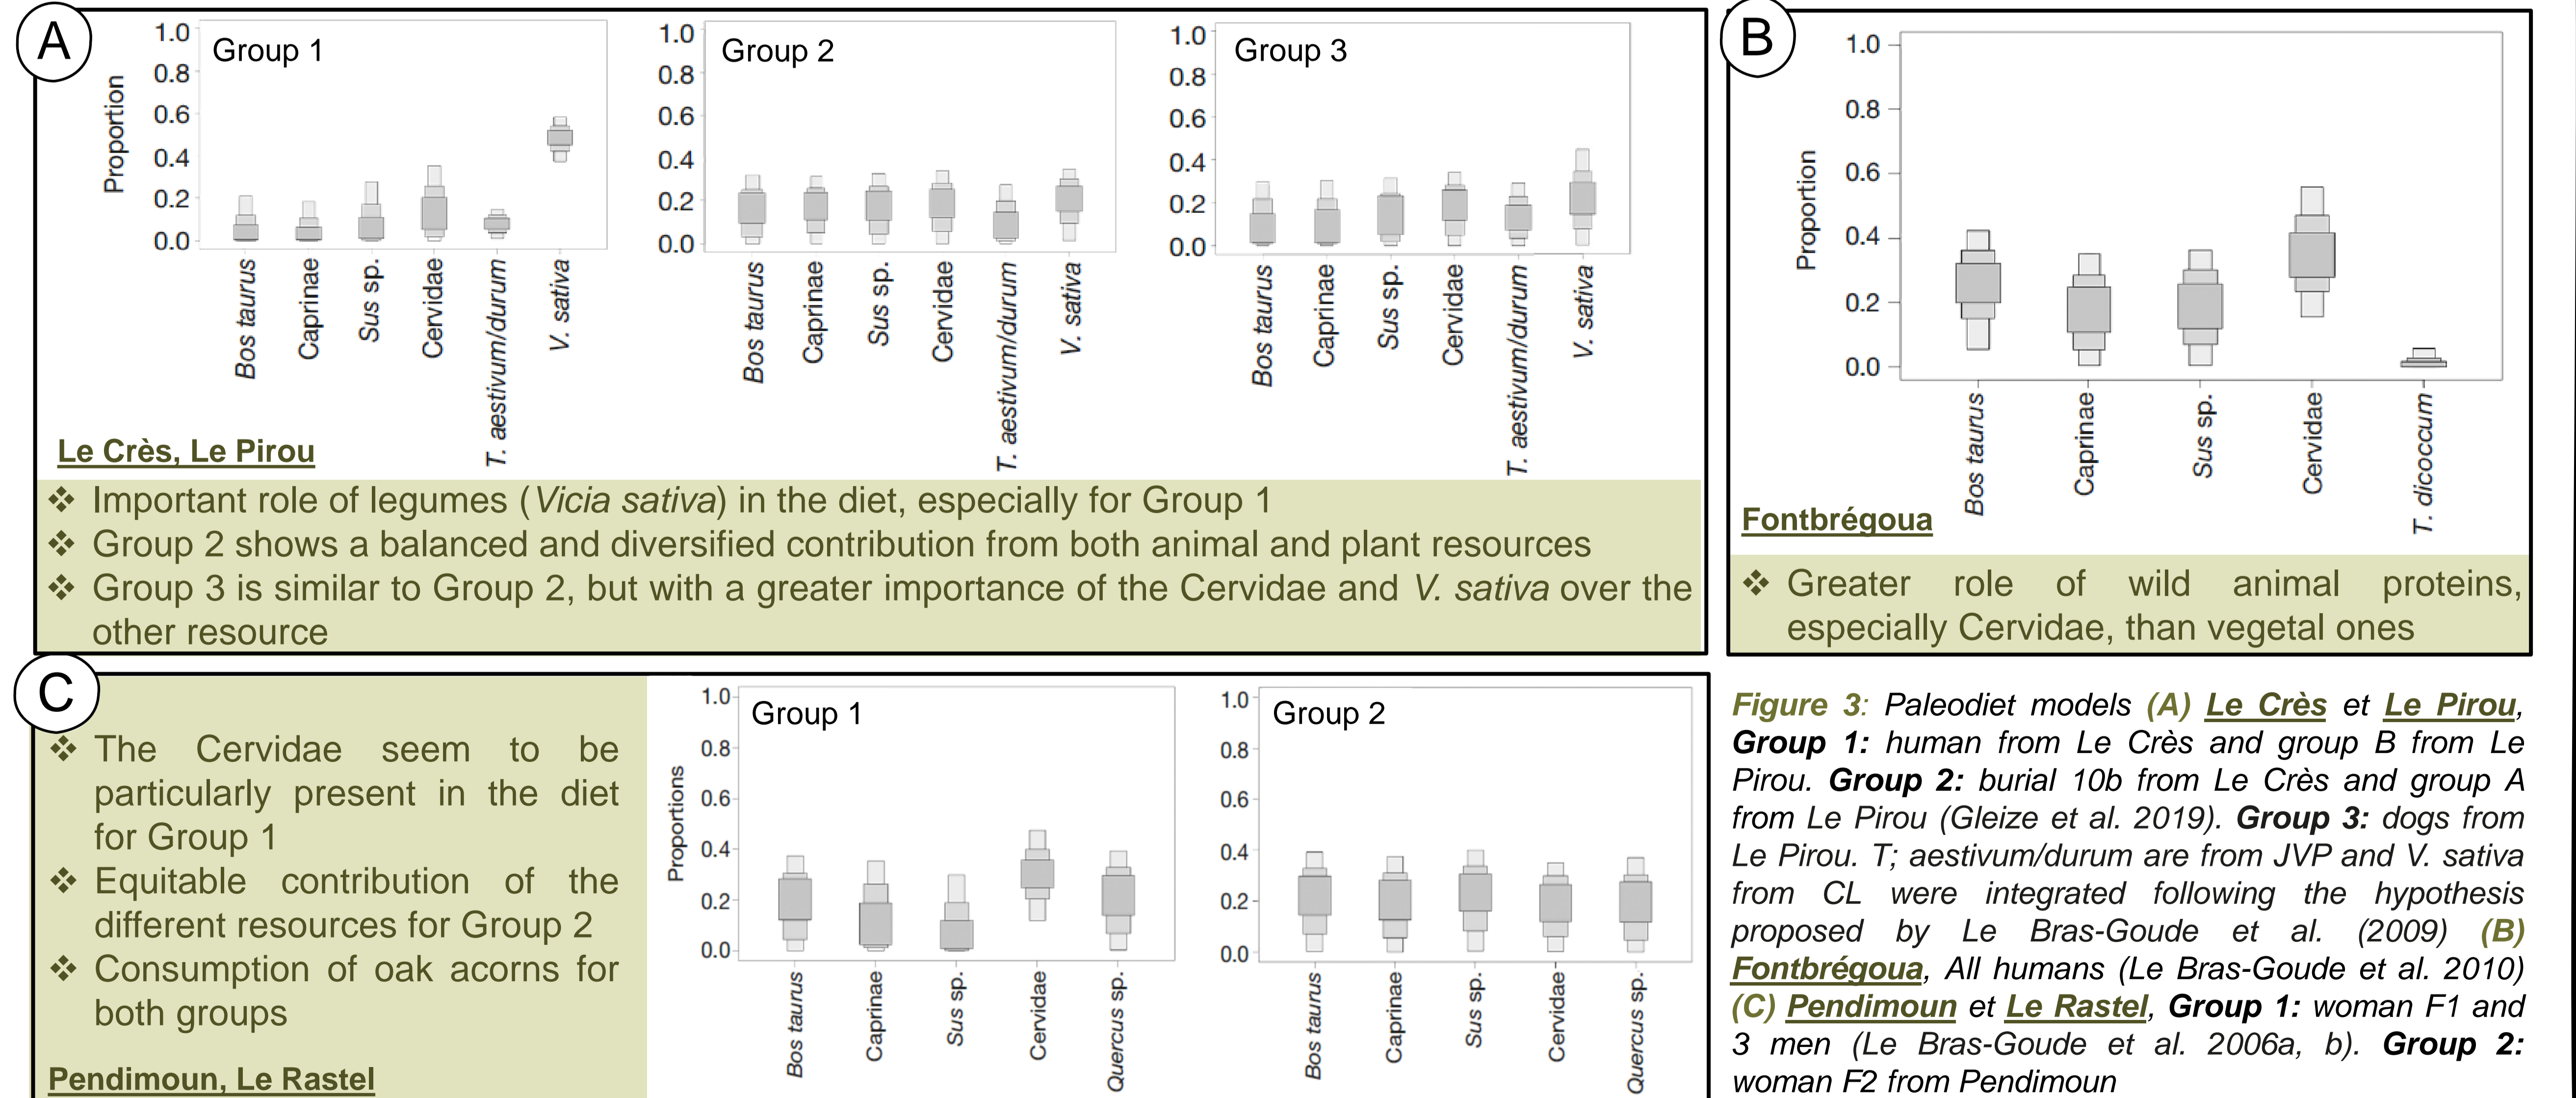 A
Group 1
Proportion
1.0
0.8
0.6
0.4
0.2
0.0
Bos taurus
Caprinae
Sus sp.
Cervidae
T. aestivum/durum
V. sativa
Group 2
1.0
0.8
0.6
0.4
0.2
0.0
Bos taurus
Caprinae
Sus sp.
Cervidae
T. aestivum/durum
V. sativa
Group 3
1.0
0.8
0.6
0.4
0.2
0.0
Bos taurus
Caprinae
Sus sp.
Cervidae
T. aestivum/durum
V. sativa
Le Crès, Le Pirou
❖ Important role of legumes (Vicia sativa) in the diet, especially for Group 1
❖ Group 2 shows a balanced and diversified contribution from both animal and plant resources
❖ Group 3 is similar to Group 2, but with a greater importance of the Cervidae and V. sativa over the
other resource
B
Proportion
1.0
0.8
0.6
0.4
0.2
0.0
Bos taurus
Caprinae
Sus sp.
Cervidae
T. dicoccum
Fontbrégoua
❖ Greater role of wild animal proteins,
especially Cervidae, than vegetal ones
C
❖ The Cervidae seem to be
particularly present in the diet
for Group 1
❖ Equitable contribution of the
different resources for Group 2
❖ Consumption of oak acorns for
both groups
Pendimoun, Le Rastel
Group 1
Proportions
1.0
0.8
0.6
0.4
0.2
0.0
Bos taurus
Caprinae
Sus sp.
Cervidae
Quercus sp.
Group 2
1.0
0.8
0.6
0.4
0.2
0.0
Bos taurus
Caprinae
Sus sp.
Cervidae
Quercus sp.
Figure 3: Paleodiet models (A) Le Crès et Le Pirou,
Group 1: human from Le Crès and group B from Le
Pirou. Group 2: burial 10b from Le Crès and group A
from Le Pirou (Gleize et al. 2019). Group 3: dogs from
Le Pirou. T; aestivum/durum are from JVP and V. sativa
from CL were integrated following the hypothesis
proposed by Le Bras-Goude et al. (2009) (B)
Fontbrégoua, All humans (Le Bras-Goude et al. 2010)
(C) Pendimoun et Le Rastel, Group 1: woman F1 and
3 men (Le Bras-Goude et al. 2006a, b). Group 2:
woman F2 from Pendimoun